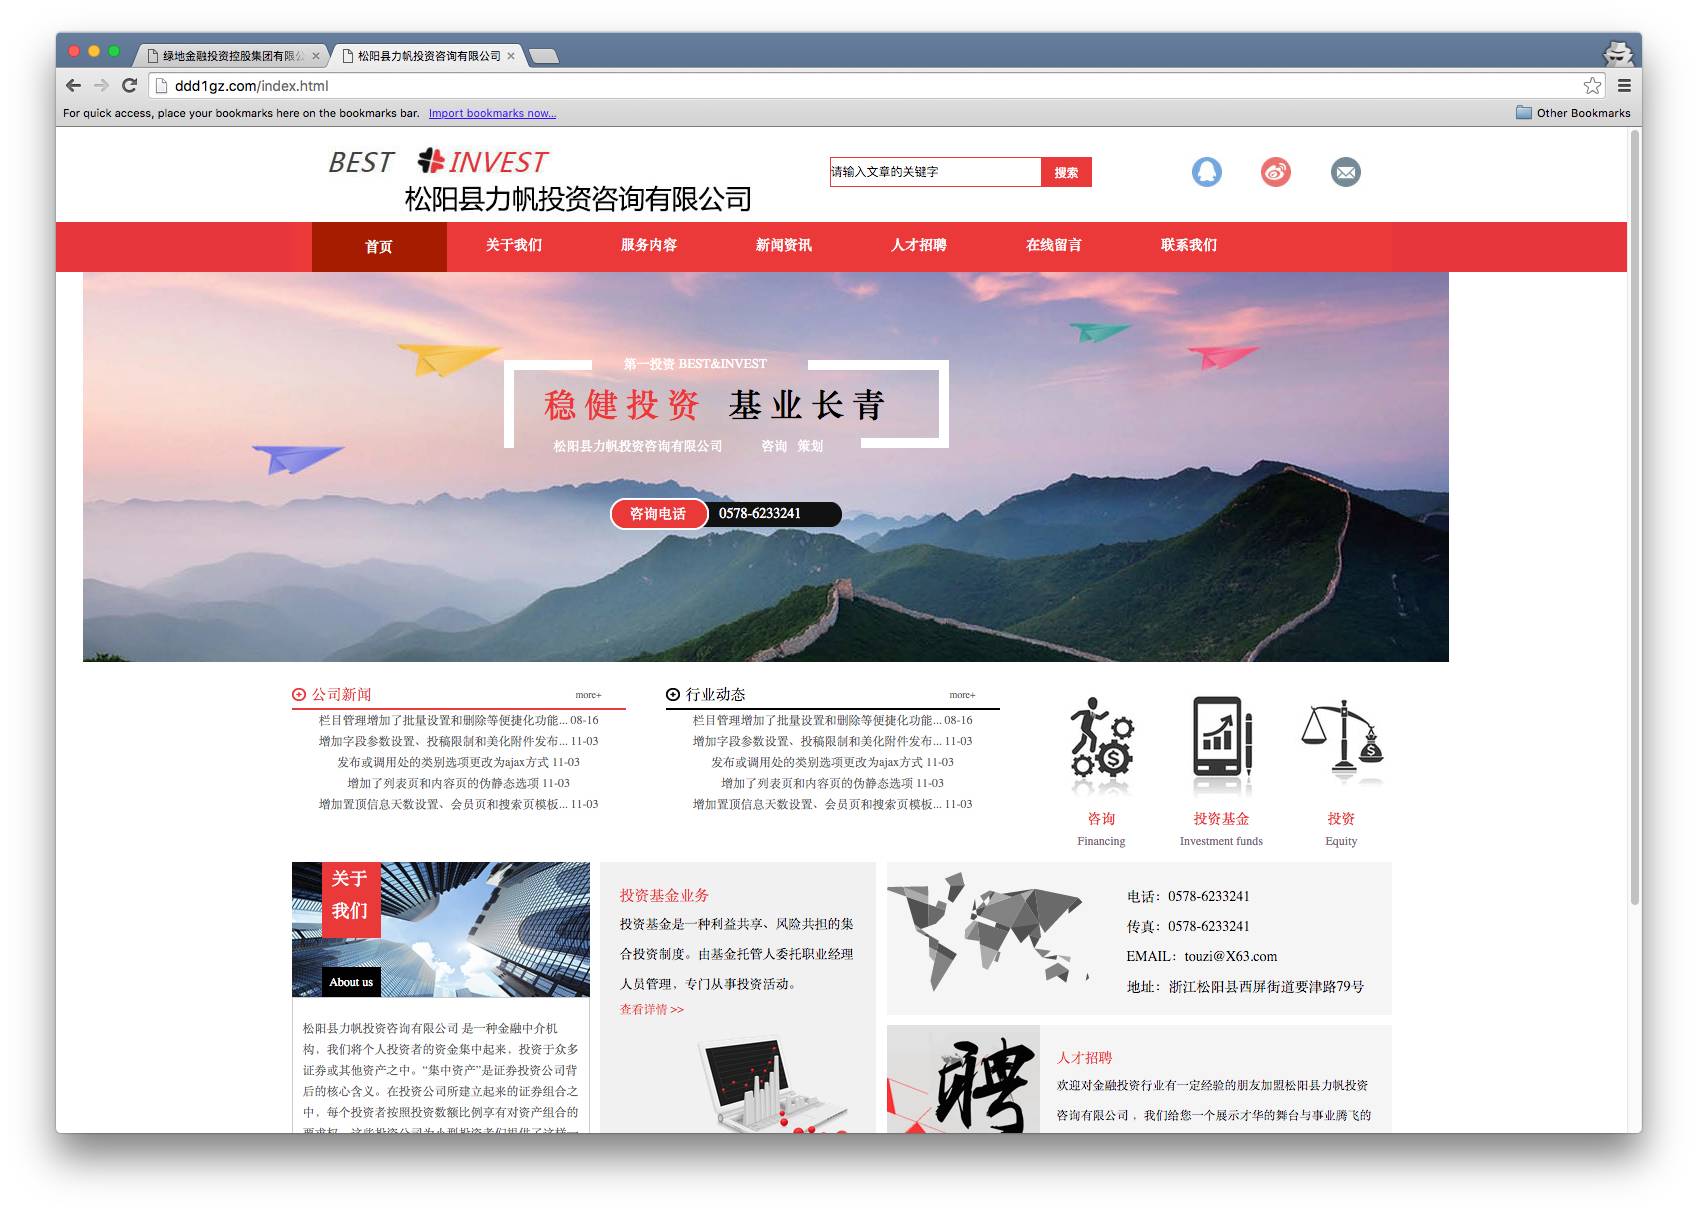 绿地金融投资控股集团有限公
松阳县力帆投资咨询有限公司
ddd1gz.com/index.html
For quick access, place your bookmarks here on the bookmarks bar. Import bookmarks now...
Other Bookmarks
BEST INVEST
松阳县力帆投资咨询有限公司
请输入文章的关键字
搜索
首页 关于我们 服务内容 新闻资讯 人才招聘 在线留言 联系我们
第一投资 BEST&INVEST
稳健投资 基业长青
松阳县力帆投资咨询有限公司 咨询 策划
咨询电话 0578-6233241
公司新闻 more+
栏目管理增加了批量设置和删除等便捷化功能... 08-16
增加字段参数设置、投稿限制和美化附件发布... 11-03
发布或调用处的类别选项更改为ajax方式 11-03
增加了列表页和内容页的伪静态选项 11-03
增加置顶信息天数设置、会员页和搜索页模板... 11-03
行业动态 more+
栏目管理增加了批量设置和删除等便捷化功能... 08-16
增加字段参数设置、投稿限制和美化附件发布... 11-03
发布或调用处的类别选项更改为ajax方式 11-03
增加了列表页和内容页的伪静态选项 11-03
增加置顶信息天数设置、会员页和搜索页模板... 11-03
咨询 投资基金 投资
Financing Investment funds Equity
关于
我们
About us
松阳县力帆投资咨询有限公司 是一种金融中介机
构，我们将个人投资者的资金集中起来，投资于众多
证券或其他资产之中。“集中资产”是证券投资公司背
后的核心含义。在投资公司所建立起来的证券组合之
中，每个投资者按照投资数额比例享有对资产组合的
要求权，这些投资公司为小型投资者们提供了这样一
投资基金业务
投资基金是一种利益共享、风险共担的集
合投资制度。由基金托管人委托职业经理
人员管理，专门从事投资活动。
查看详情 >>
电话：0578-6233241
传真：0578-6233241
EMAIL：touzi@X63.com
地址：浙江松阳县西屏街道要津路79号
聘
人才招聘
欢迎对金融投资行业有一定经验的朋友加盟松阳县力帆投资
咨询有限公司 ，我们给您一个展示才华的舞台与事业腾飞的